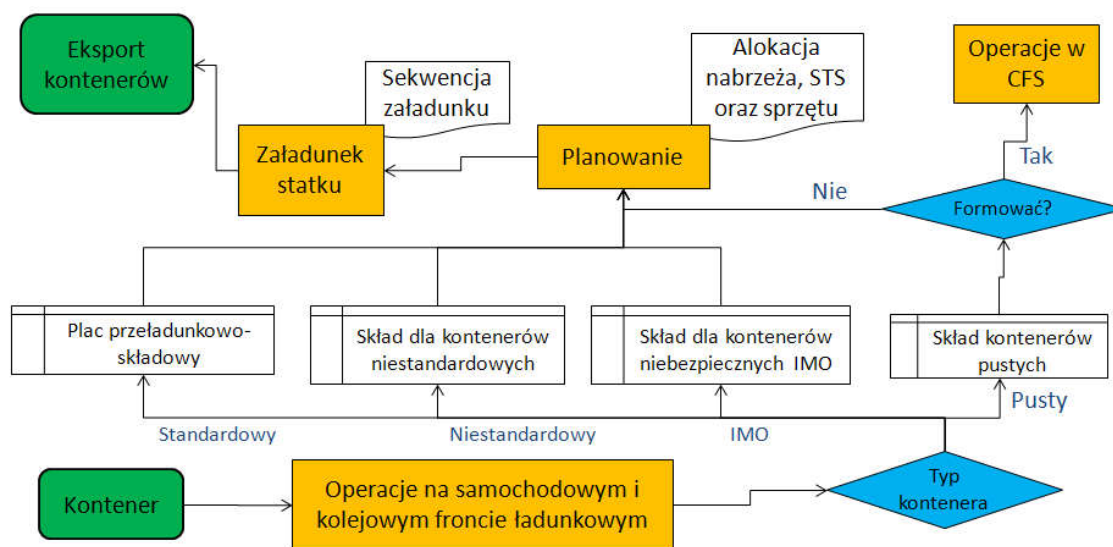 Eksport
kontenerów
Sekwencja
załadunku
Alokacja
nabrzeża, STS
oraz sprzętu
Operacje w
CFS
Załadunek
statku
Planowanie
Tak
Nie
Formować?
Plac przeładunkowo-
składowy
Skład dla kontenerów
niestandardowych
Skład dla kontenerów
niebezpiecznych IMO
Skład kontenerów
pustych
Standardowy
Niestandardowy
IMO
Pusty
Kontener
Operacje na samochodowym i
kolejowym froncie ładunkowym
Typ
kontenera